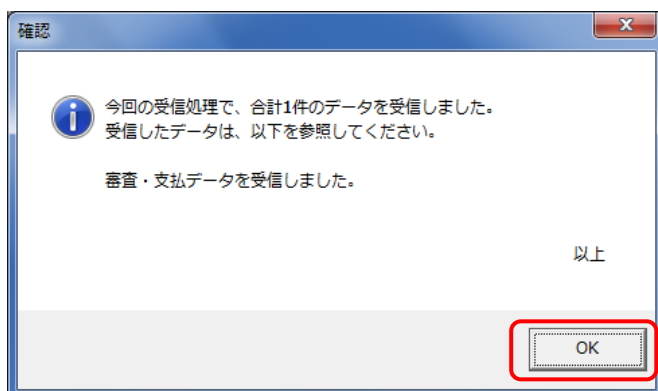 確認
今回の受信処理で、合計1件のデータを受信しました。
受信したデータは、以下を参照してください。
審査・支払データを受信しました。
以上
OK